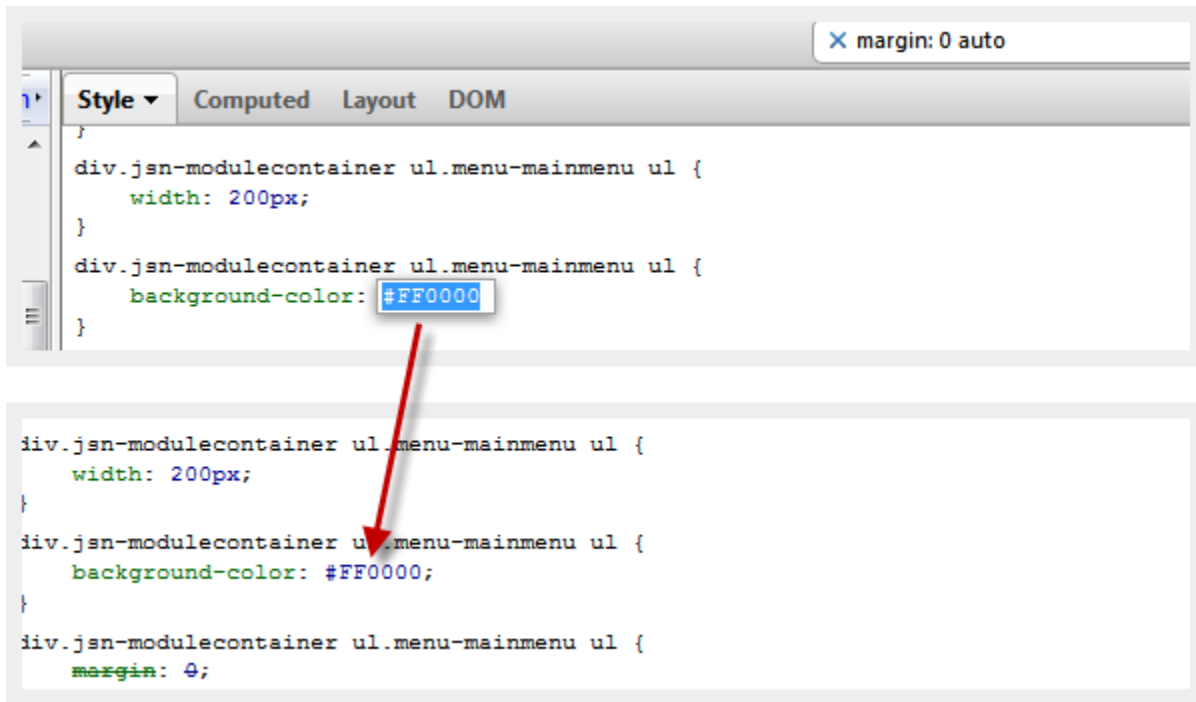 ✕ margin: 0 auto
Style ▼ Computed Layout DOM
}
div.jsn-modulecontainer ul.menu-mainmenu ul {
width: 200px;
}
div.jsn-modulecontainer ul.menu-mainmenu ul {
background-color: #FF0000
}
div.jsn-modulecontainer ul.menu-mainmenu ul {
width: 200px;
}
div.jsn-modulecontainer ul.menu-mainmenu ul {
background-color: #FF0000;
}
div.jsn-modulecontainer ul.menu-mainmenu ul {
margin: 0;